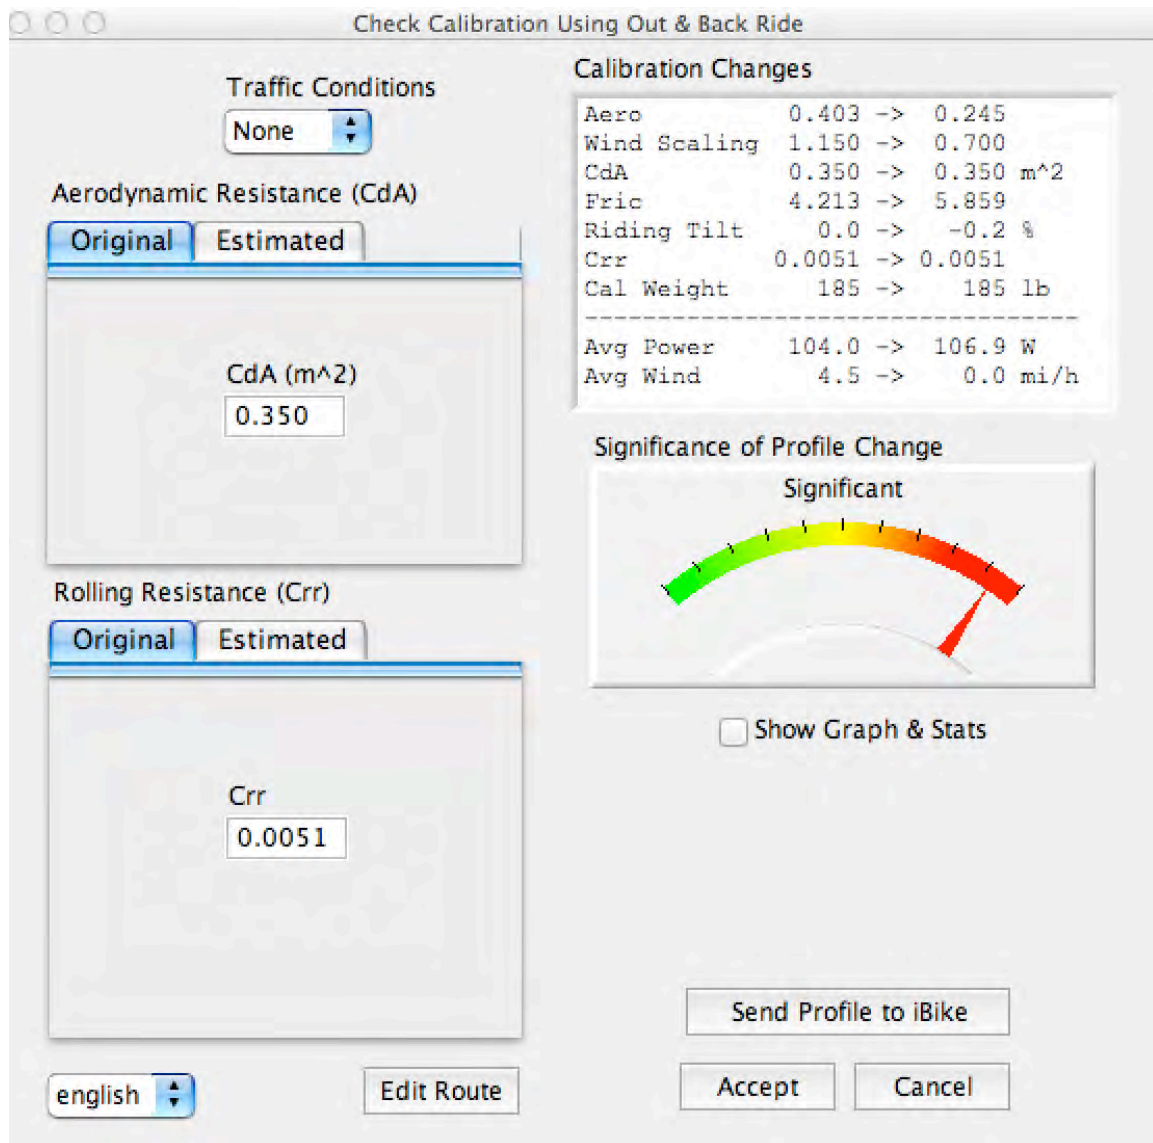 Check Calibration Using Out & Back Ride
Traffic Conditions
None
Aerodynamic Resistance (CdA)
Original Estimated
CdA (m^2)
0.350
Rolling Resistance (Crr)
Original Estimated
Crr
0.0051
english
Edit Route
Calibration Changes
Aero 0.403 -> 0.245
Wind Scaling 1.150 -> 0.700
CdA 0.350 -> 0.350 m^2
Fric 4.213 -> 5.859
Riding Tilt 0.0 -> -0.2 %
Crr 0.0051 -> 0.0051
Cal Weight 185 -> 185 lb
----------------------------------
Avg Power 104.0 -> 106.9 W
Avg Wind 4.5 -> 0.0 mi/h
Significance of Profile Change
Significant
Show Graph & Stats
Send Profile to iBike
Accept Cancel